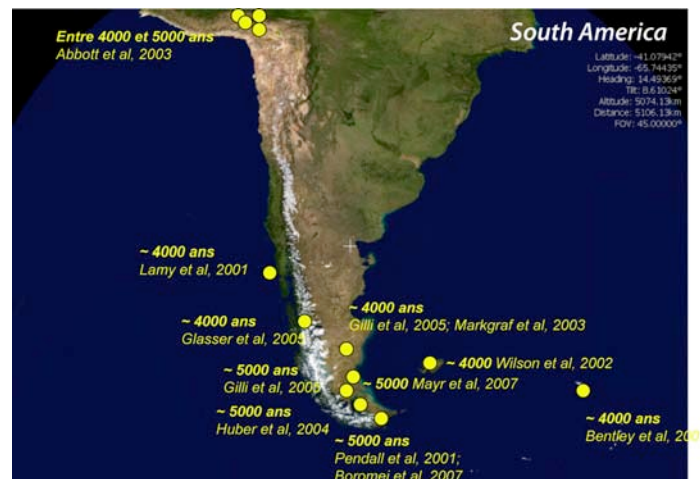 South America
Latitude: -41.07942°
Longitude: -65.74435°
Heading: 14.49369°
Tilt: 8.61024°
Altitude: 5074.13km
Distance: 5106.13km
FOV: 45.00000°
Entre 4000 et 5000 ans
Abbott et al, 2003
~ 4000 ans
Lamy et al, 2001
~ 4000 ans
Glasser et al, 2005
~ 4000 ans
Gilli et al, 2005; Markgraf et al, 2003
~ 5000 ans
Gilli et al, 2005
~ 4000 Wilson et al, 2002
~ 5000 Mayr et al, 2007
~ 5000 ans
Huber et al, 2004
~ 5000 ans
Pendall et al, 2001;
Boromei et al, 2007
~ 4000 ans
Bentley et al,